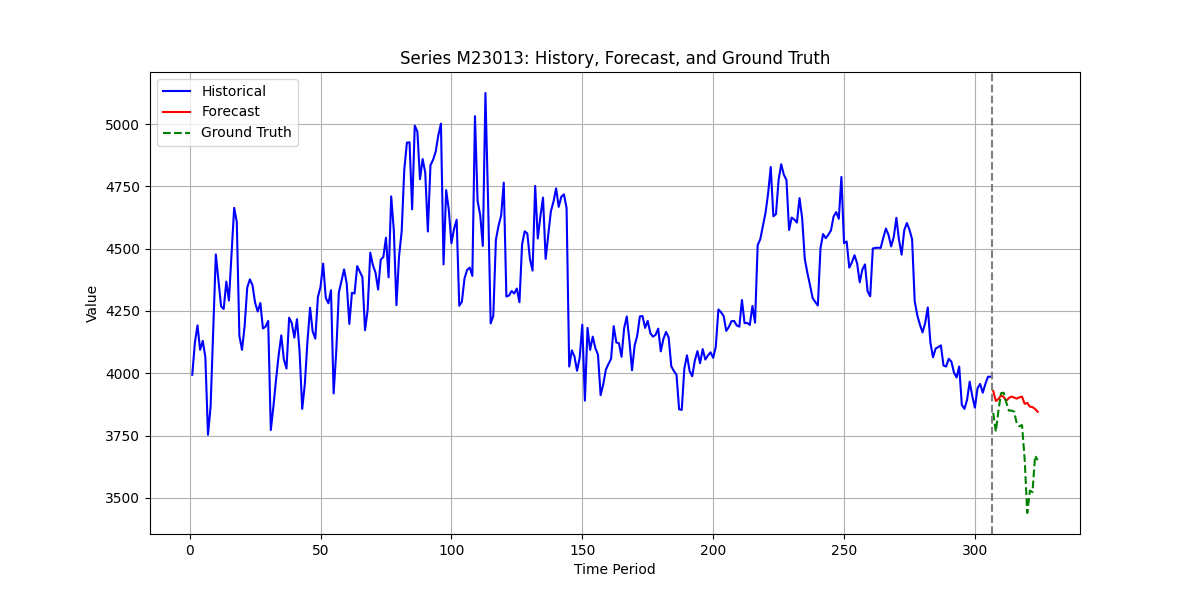 Series M23013: History, Forecast, and Ground Truth
Historical
Forecast
Ground Truth
5000
4750
4500
4250
4000
3750
3500
Value
0 50 100 150 200 250 300
Time Period